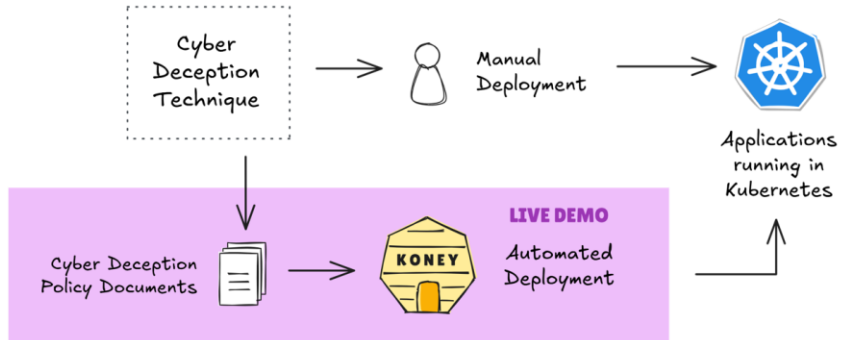 Cyber
Deception
Technique
Manual
Deployment
Applications
running in
Kubernetes
LIVE DEMO
Cyber Deception
Policy Documents
KONEY
Automated
Deployment